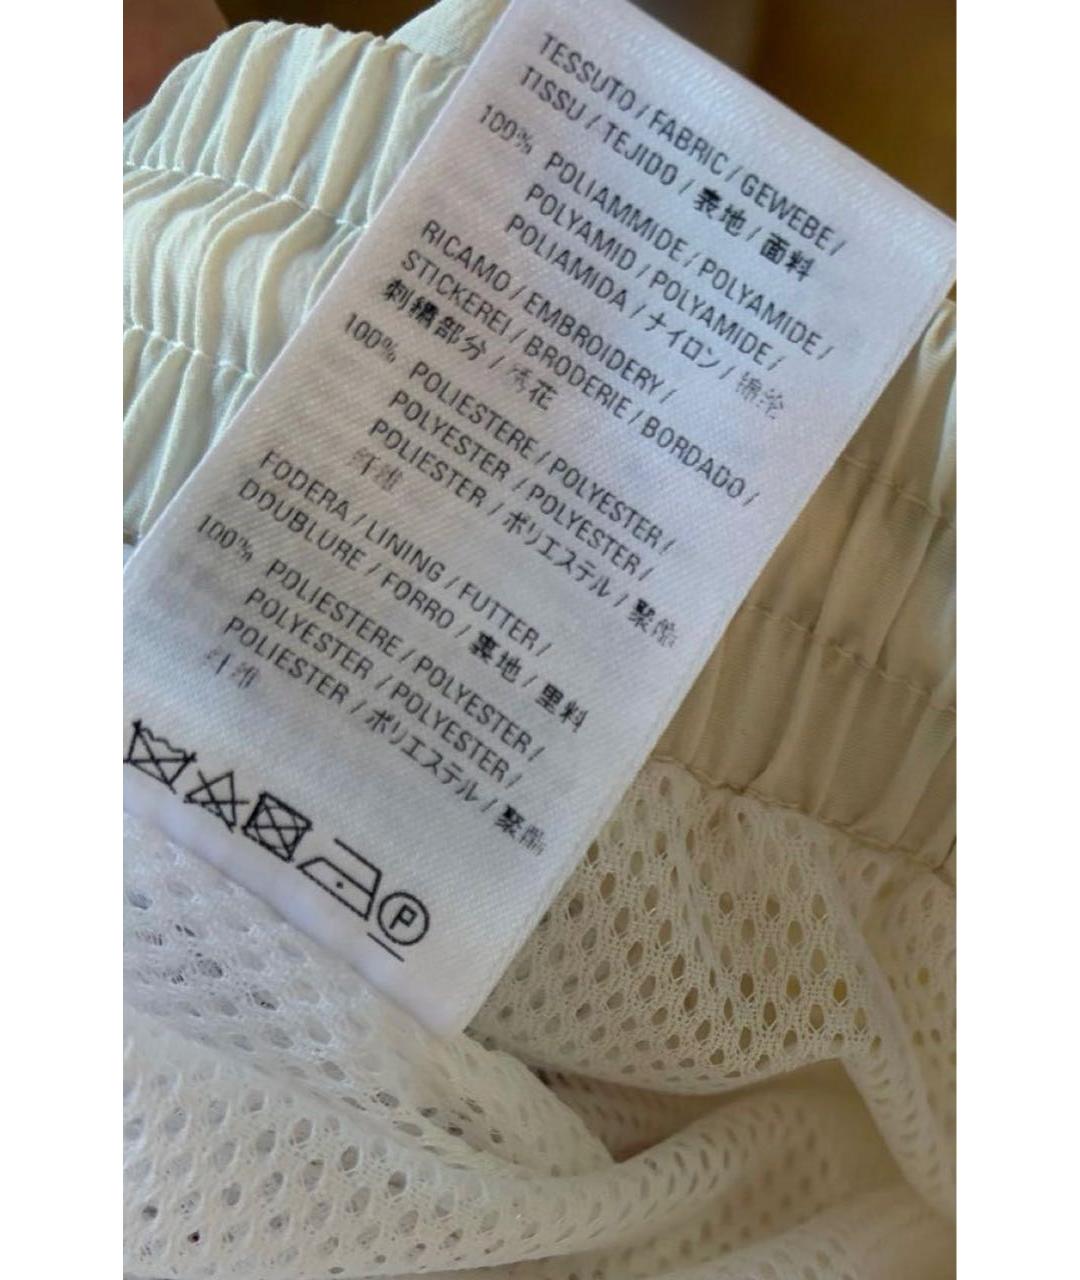 TESSUTO / FABRIC / GEWEBE /
TISSU / TEJIDO / 表地 / 面料
100% POLIAMMIDE / POLYAMIDE /
POLYAMID / POLYAMIDE /
POLIAMIDA / ナイロン / 锦纶
RICAMO / EMBROIDERY /
STICKEREI / BRODERIE / BORDADO /
刺繍部分 / 绣花
100% POLIESTERE / POLYESTER /
POLYESTER / POLYESTER /
POLIESTER / ポリエステル / 聚酯
纤维
FODERA / LINING / FUTTER /
DOUBLURE / FORRO / 裏地 / 里料
100% POLIESTERE / POLYESTER /
POLYESTER / POLYESTER /
POLIESTER / ポリエステル / 聚酯
纤维
P